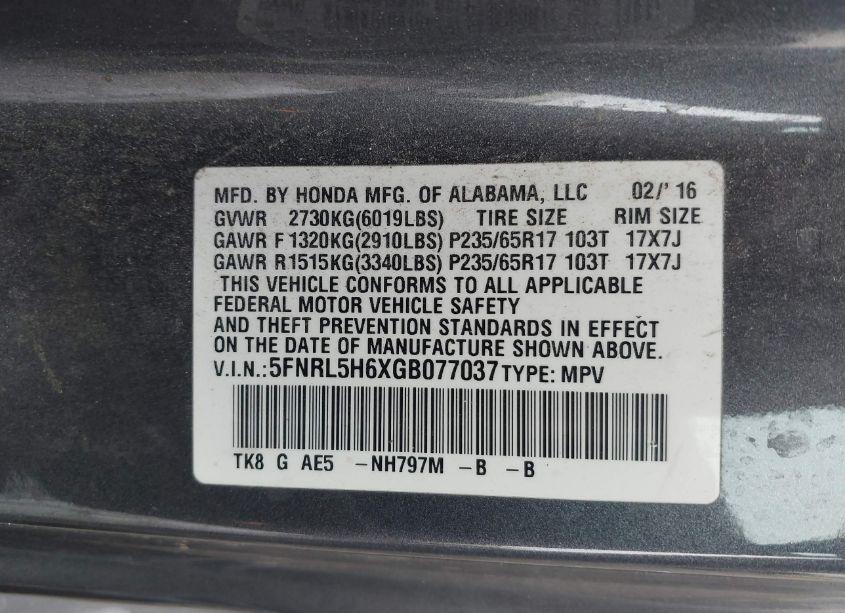 MFD. BY HONDA MFG. OF ALABAMA, LLC 02/' 16
GVWR 2730KG(6019LBS) TIRE SIZE RIM SIZE
GAWR F1320KG(2910LBS) P235/65R17 103T 17X7J
GAWR R1515KG(3340LBS) P235/65R17 103T 17X7J
THIS VEHICLE CONFORMS TO ALL APPLICABLE
FEDERAL MOTOR VEHICLE SAFETY
AND THEFT PREVENTION STANDARDS IN EFFECT
ON THE DATE OF MANUFACTURE SHOWN ABOVE.
V.I.N.:5FNRL5H6XGB077037 TYPE: MPV
TK8 G AE5 -NH797M -B -B